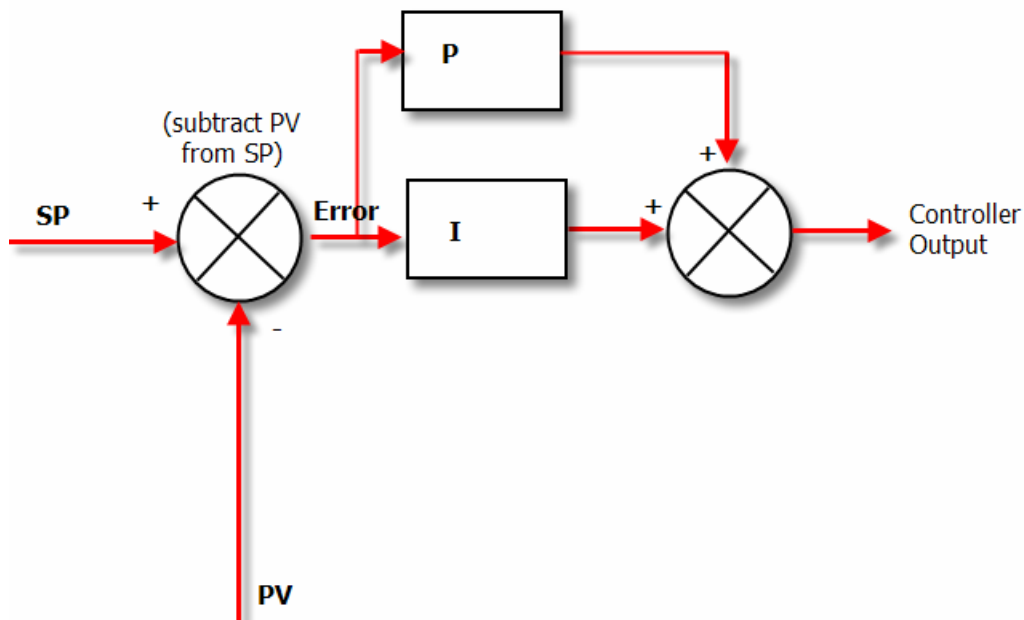 P
(subtract PV
from SP)
+
SP
+
Error
+
I
Controller
Output
-
PV